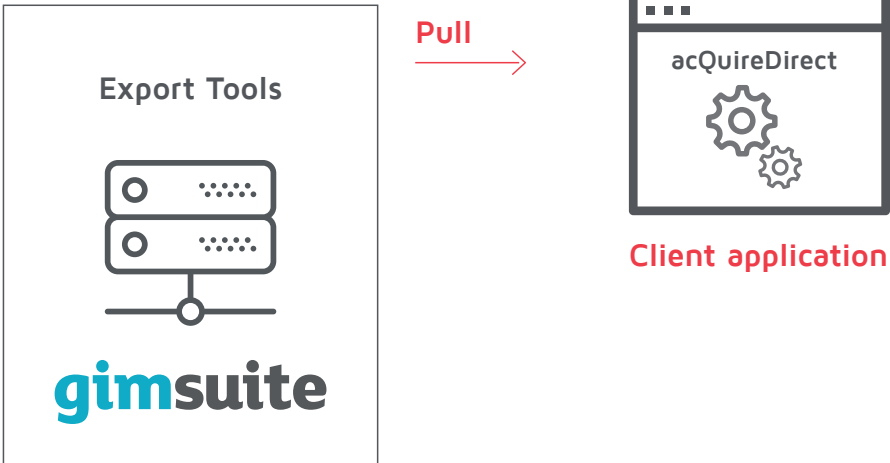 Export Tools
gimsuite
Pull
acQuireDirect
Client application